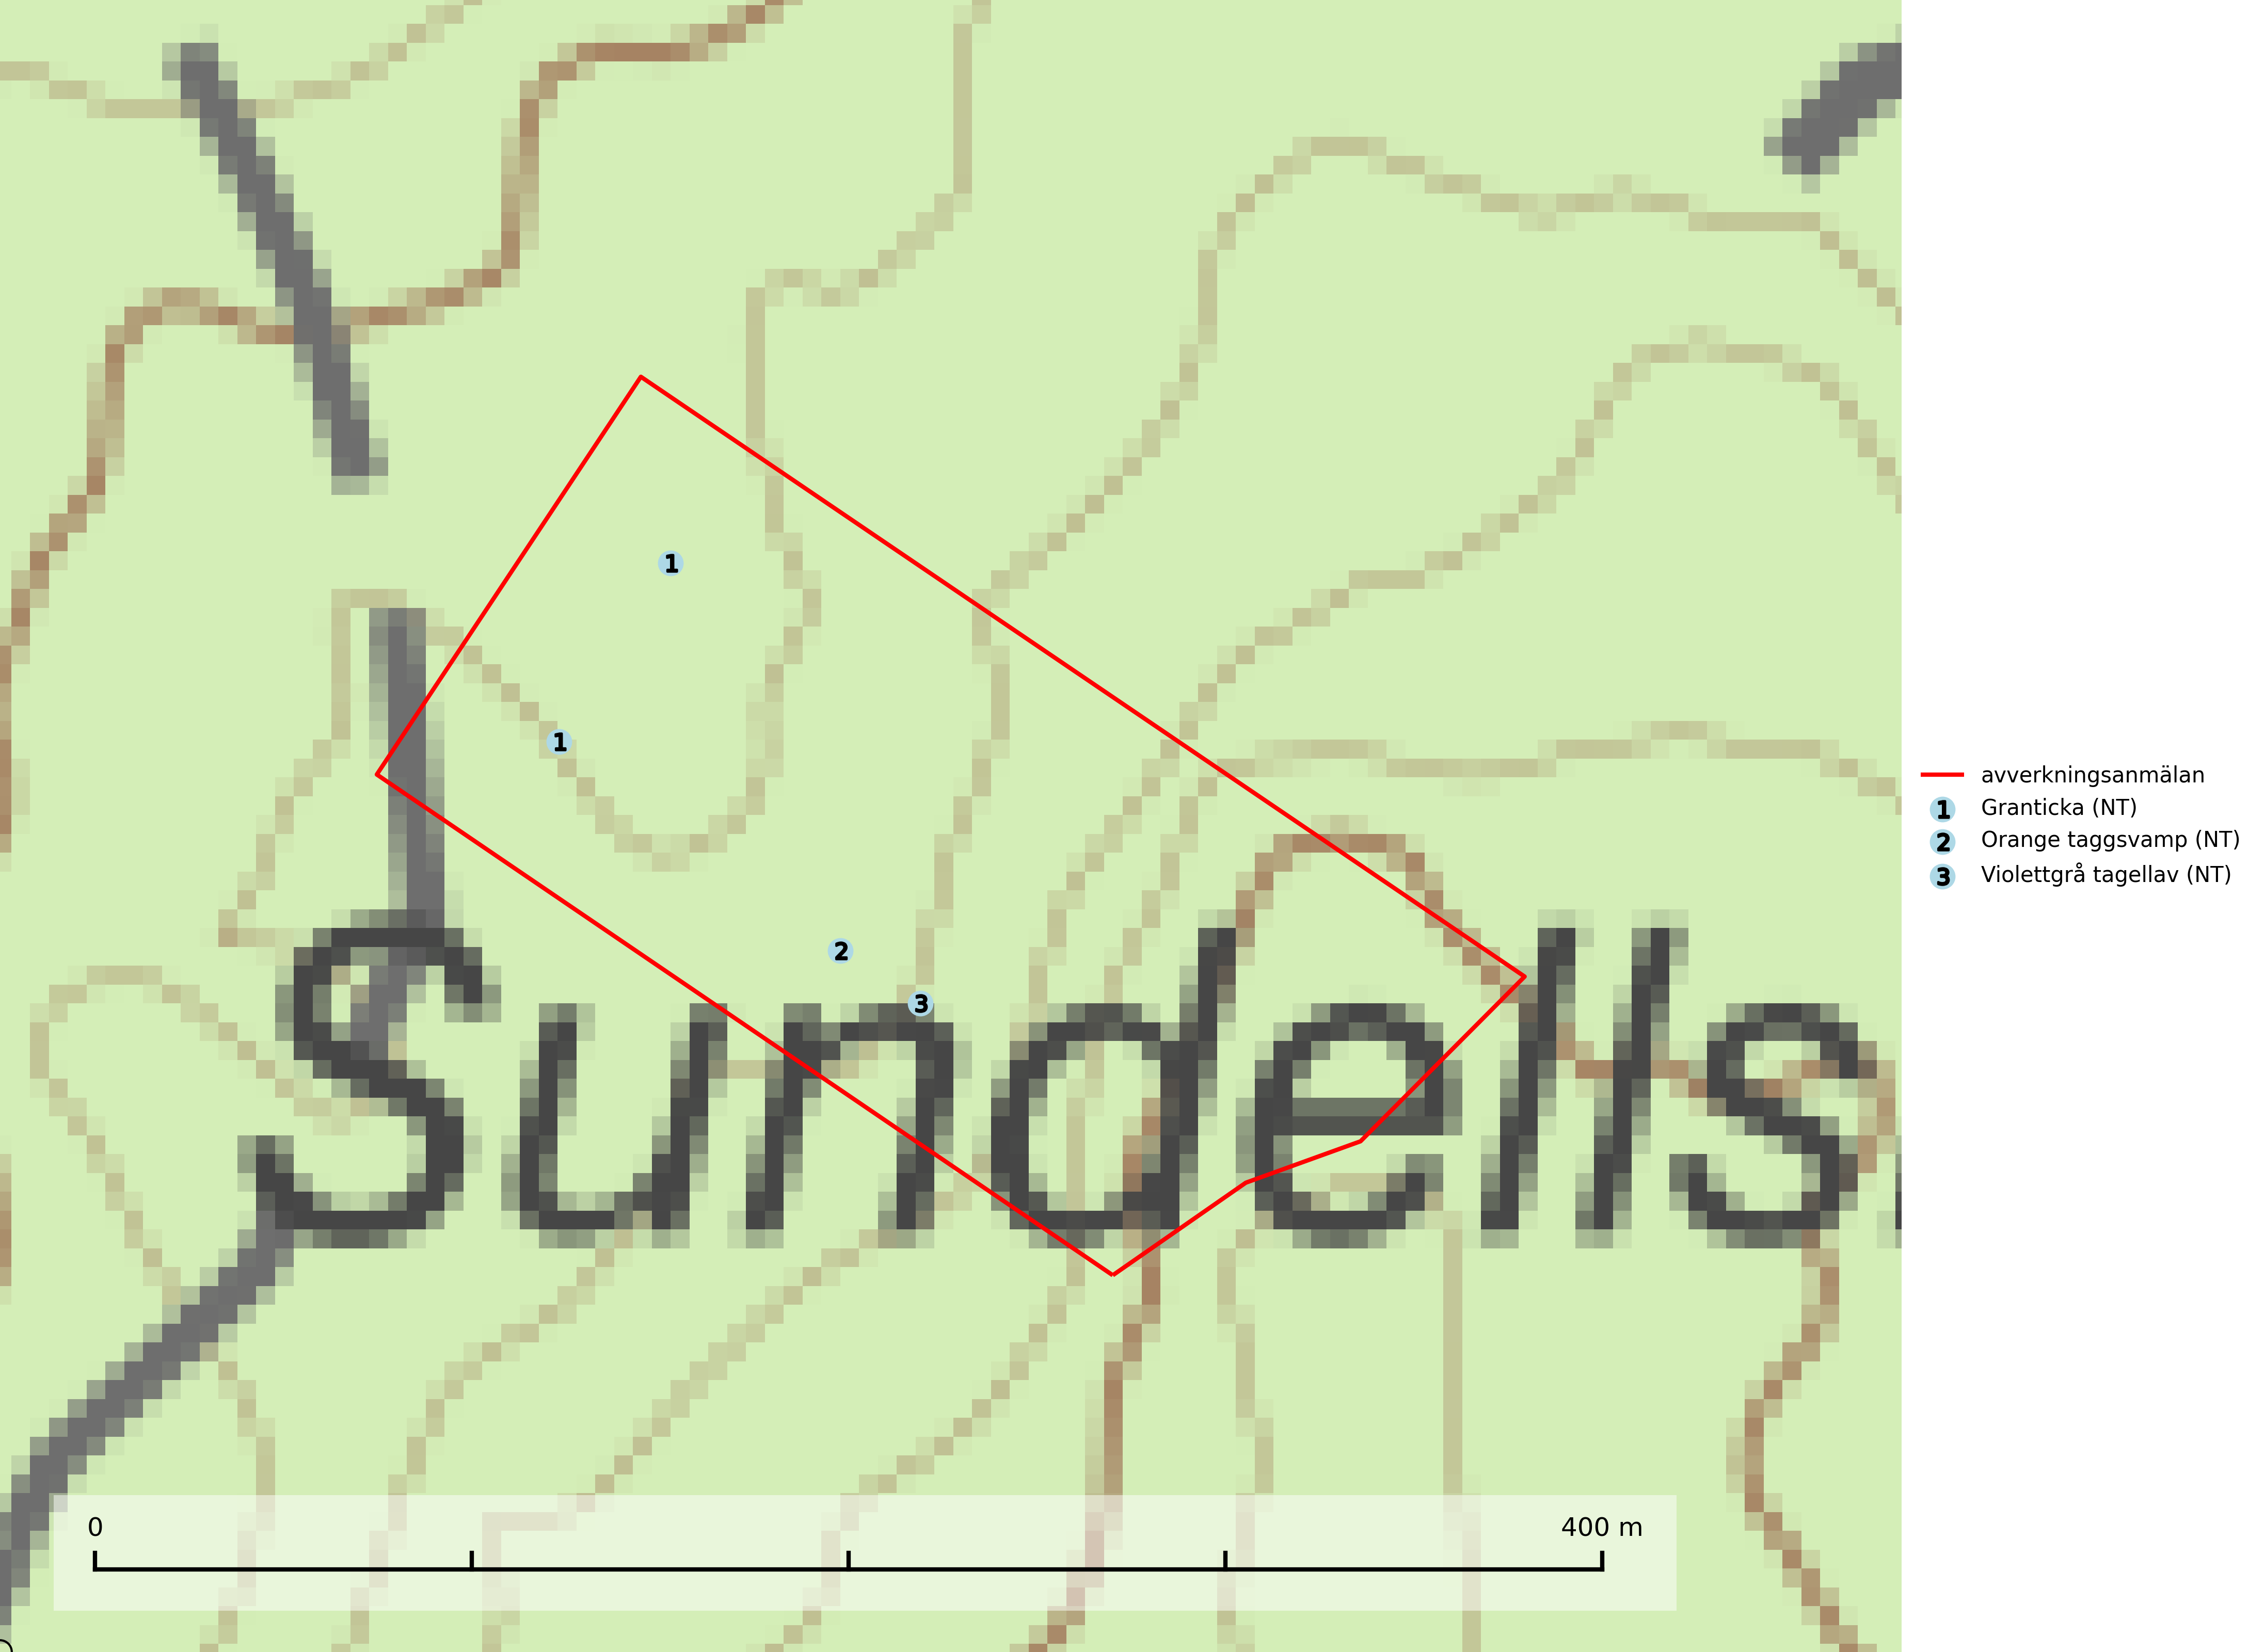 1
1
2
3
Sundells
0 400 m
avverkningsanmälan
1 Granticka (NT)
2 Orange taggsvamp (NT)
3 Violettgrå tagellav (NT)